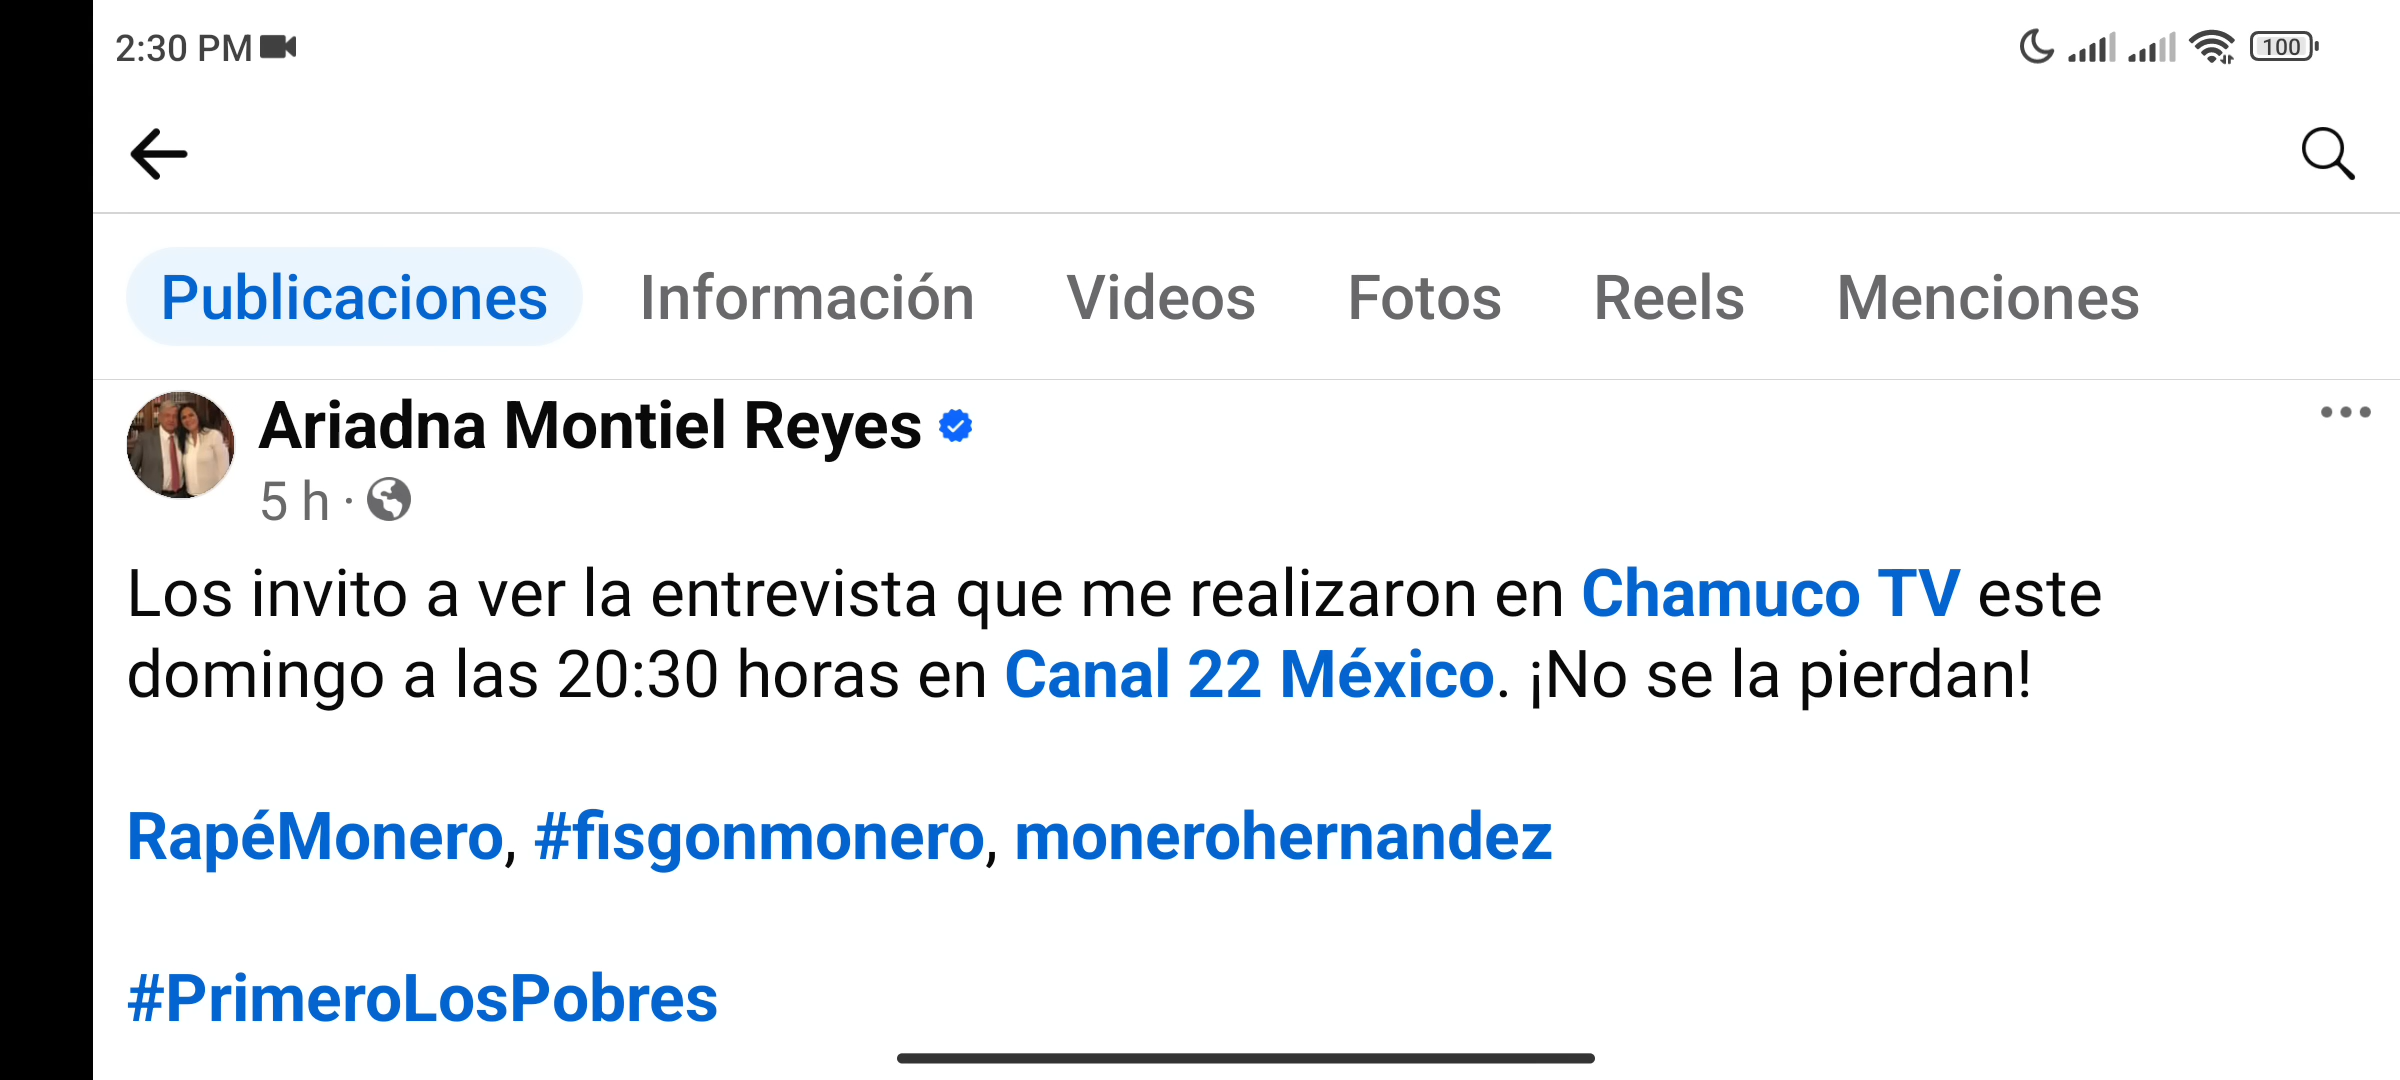 2:30 PM
100
Publicaciones Información Videos Fotos Reels Menciones
Ariadna Montiel Reyes
5 h ·
Los invito a ver la entrevista que me realizaron en Chamuco TV este
domingo a las 20:30 horas en Canal 22 México. ¡No se la pierdan!
RapéMonero, #fisgonmonero, monerohernandez
#PrimeroLosPobres